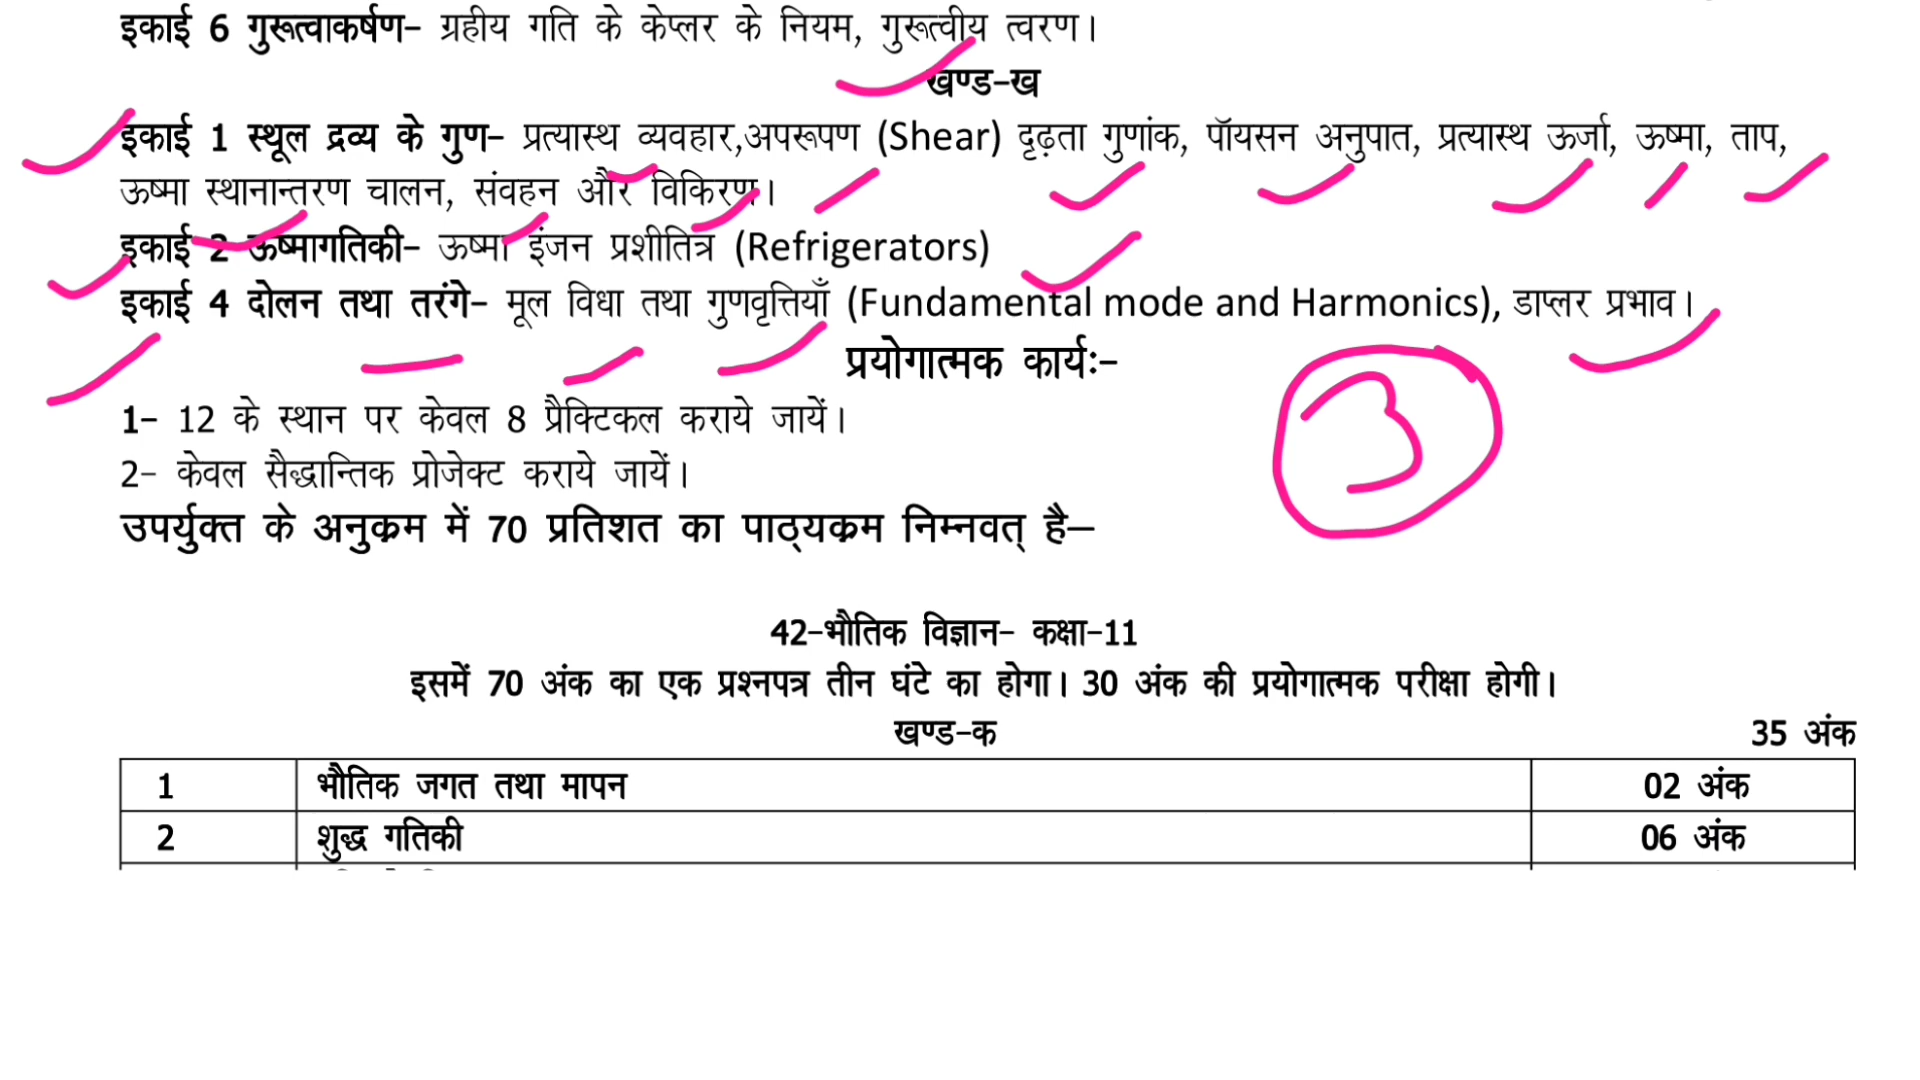 इकाई 6 गुरूत्वाकर्षण– ग्रहीय गति के केप्लर के नियम, गुरूत्वीय त्वरण।
खण्ड–ख
इकाई 1 स्थूल द्रव्य के गुण– प्रत्यास्थ व्यवहार,अपरूपण (Shear) दृढ़ता गुणांक, पॉयसन अनुपात, प्रत्यास्थ ऊर्जा, ऊष्मा, ताप,
ऊष्मा स्थानान्तरण चालन, संवहन और विकिरण।
इकाई 2 ऊष्मागतिकी– ऊष्मा इंजन प्रशीतित्र (Refrigerators)
इकाई 4 दोलन तथा तरंगे– मूल विधा तथा गुणवृत्तियाँ (Fundamental mode and Harmonics), डाप्लर प्रभाव।
प्रयोगात्मक कार्यः–
3
1– 12 के स्थान पर केवल 8 प्रैक्टिकल कराये जायें।
2– केवल सैद्धान्तिक प्रोजेक्ट कराये जायें।
उपर्युक्त के अनुक्रम में 70 प्रतिशत का पाठ्यक्रम निम्नवत् है—
42–भौतिक विज्ञान– कक्षा–11
इसमें 70 अंक का एक प्रश्नपत्र तीन घंटे का होगा। 30 अंक की प्रयोगात्मक परीक्षा होगी।
खण्ड–क 35 अंक
1 भौतिक जगत तथा मापन 02 अंक
2 शुद्ध गतिकी 06 अंक